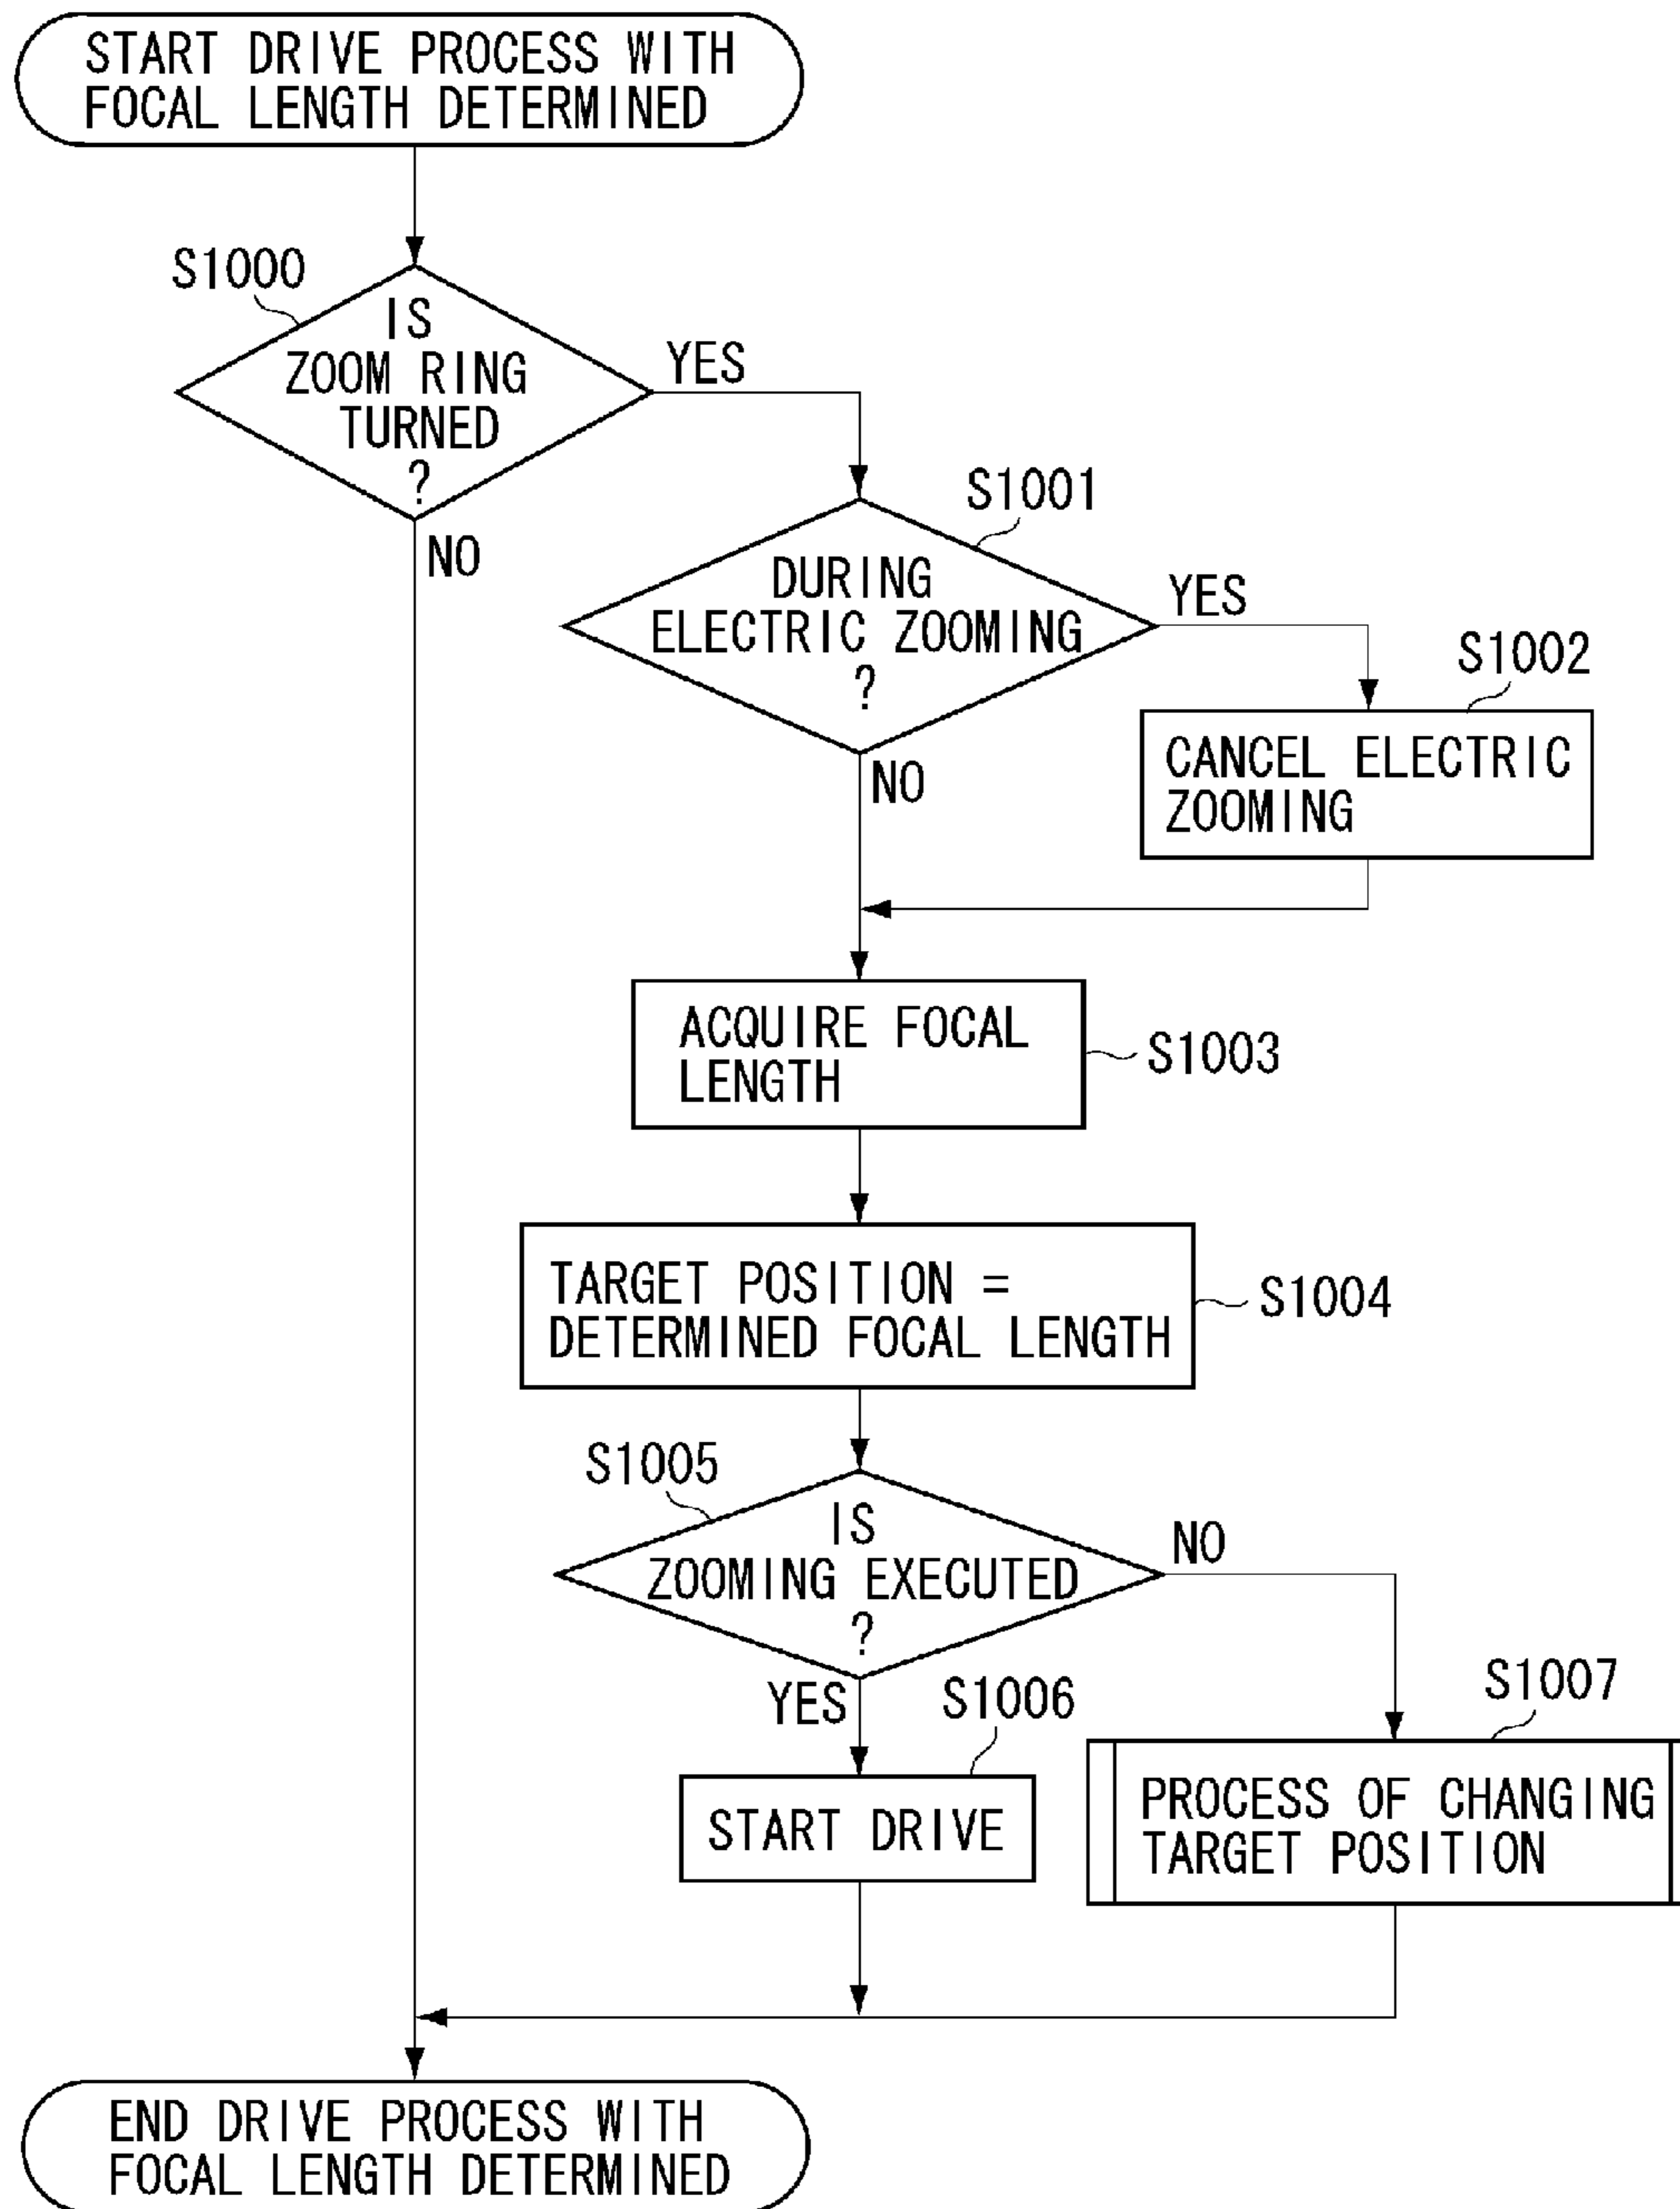 START DRIVE PROCESS WITH
FOCAL LENGTH DETERMINED
S1000
IS
ZOOM RING
TURNED
?
YES
NO
S1001
DURING
ELECTRIC ZOOMING
?
YES
NO
S1002
CANCEL ELECTRIC
ZOOMING
ACQUIRE FOCAL
LENGTH
S1003
TARGET POSITION =
DETERMINED FOCAL LENGTH
S1004
S1005
IS
ZOOMING EXECUTED
?
NO
YES
S1006
START DRIVE
S1007
PROCESS OF CHANGING
TARGET POSITION
END DRIVE PROCESS WITH
FOCAL LENGTH DETERMINED